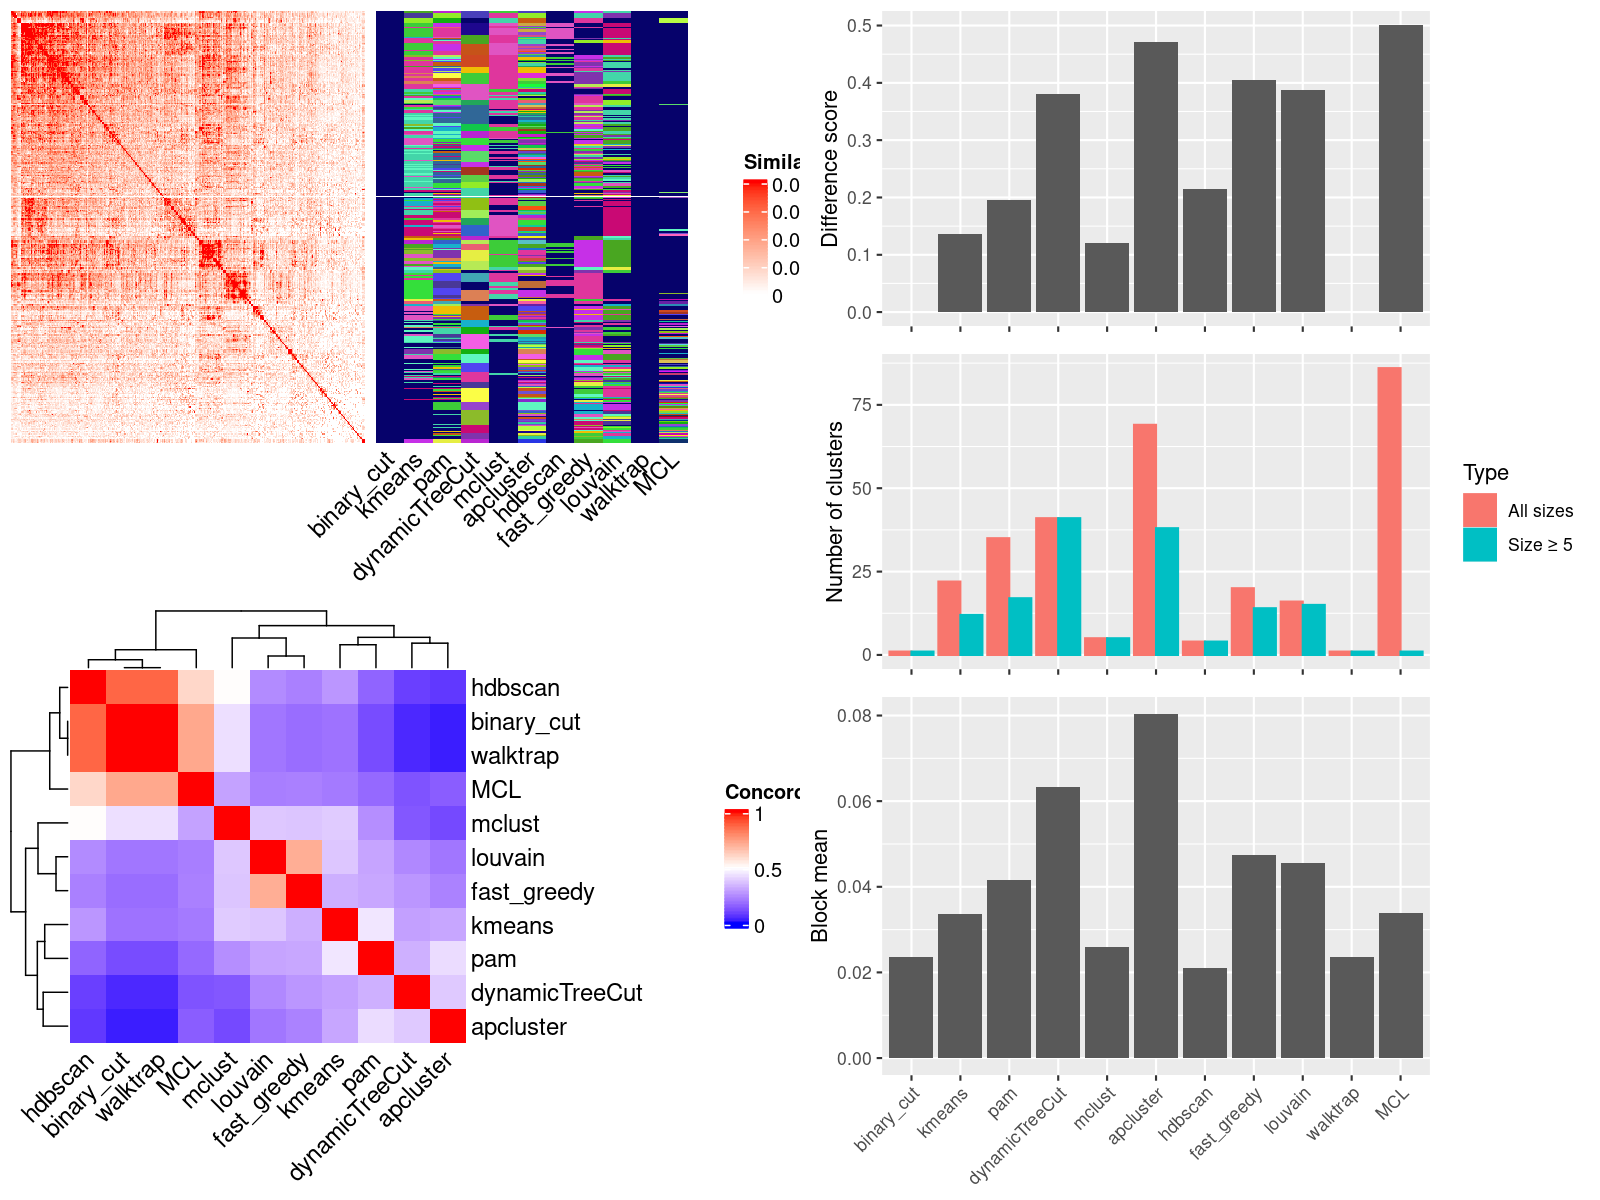 Simila
0.0
0.0
0.0
0.0
0
binary_cut
kmeans
pam
dynamicTreeCut
mclust
apcluster
hdbscan
fast_greedy
louvain
walktrap
MCL
hdbscan
binary_cut
walktrap
MCL
mclust
louvain
fast_greedy
kmeans
pam
dynamicTreeCut
apcluster
hdbscan
binary_cut
walktrap
MCL
mclust
louvain
fast_greedy
kmeans
pam
dynamicTreeCut
apcluster
Concord
1
0.5
0
Difference score
0.5
0.4
0.3
0.2
0.1
0.0
Number of clusters
75
50
25
0
Type
All sizes
Size ≥ 5
Block mean
0.08
0.06
0.04
0.02
0.00
binary_cut
kmeans
pam
dynamicTreeCut
mclust
apcluster
hdbscan
fast_greedy
louvain
walktrap
MCL